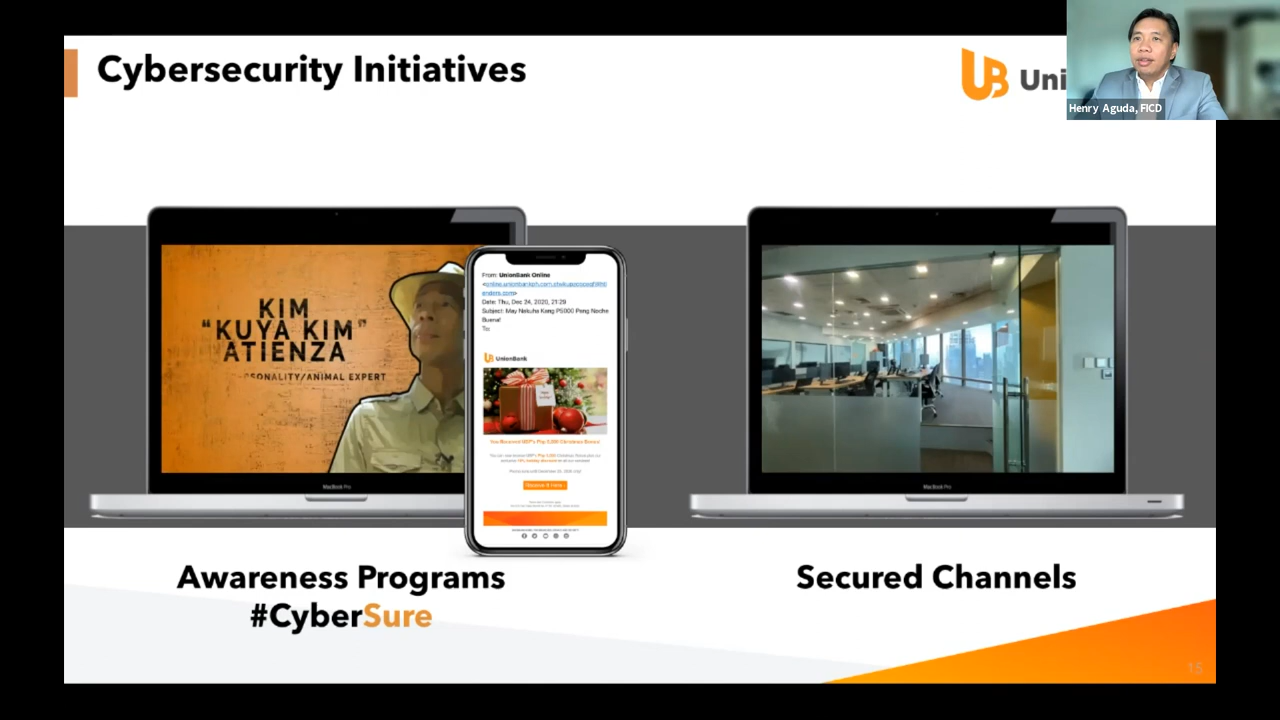 Cybersecurity Initiatives
UB Uni
Henry Aguda, FICD
KIM
"KUYA KIM"
ATIENZA
SONALITY/ANIMAL EXPERT
MacBook Pro
From: UnionBank Online
Date: Thu, Dec 24, 2020, 21:29
Subject: May Nakuha Kang P5000 Pang Noche
Buena!
To:
UnionBank
MacBook Pro
Awareness Programs
#CyberSure
Secured Channels
15